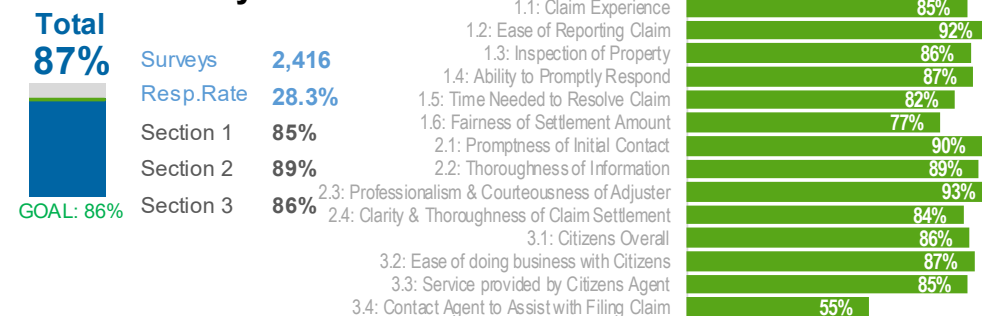 Total
87%
GOAL: 86%
Surveys 2,416
Resp.Rate 28.3%
Section 1 85%
Section 2 89%
Section 3 86%
1.1: Claim Experience 85%
1.2: Ease of Reporting Claim 92%
1.3: Inspection of Property 86%
1.4: Ability to Promptly Respond 87%
1.5: Time Needed to Resolve Claim 82%
1.6: Fairness of Settlement Amount 77%
2.1: Promptness of Initial Contact 90%
2.2: Thoroughness of Information 89%
2.3: Professionalism & Courteousness of Adjuster 93%
2.4: Clarity & Thoroughness of Claim Settlement 84%
3.1: Citizens Overall 86%
3.2: Ease of doing business with Citizens 87%
3.3: Service provided by Citizens Agent 85%
3.4: Contact Agent to Assist with Filing Claim 55%